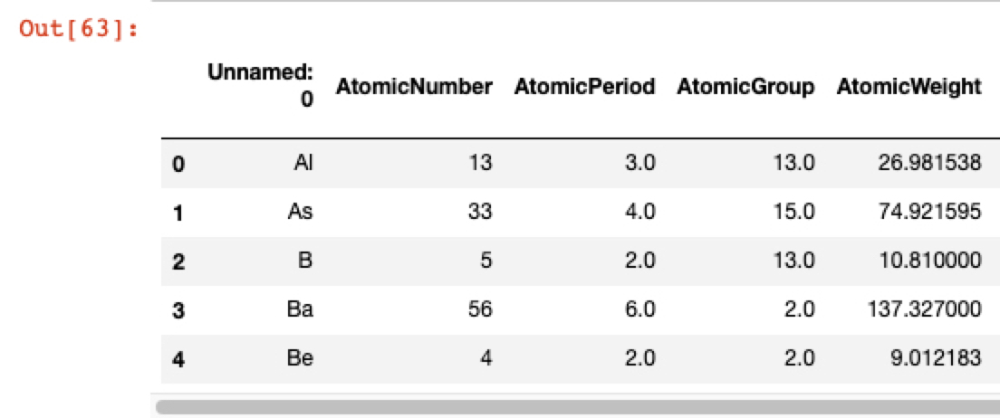 Out[63]:
Unnamed: 0 AtomicNumber AtomicPeriod AtomicGroup AtomicWeight
0 Al 13 3.0 13.0 26.981538
1 As 33 4.0 15.0 74.921595
2 B 5 2.0 13.0 10.810000
3 Ba 56 6.0 2.0 137.327000
4 Be 4 2.0 2.0 9.012183